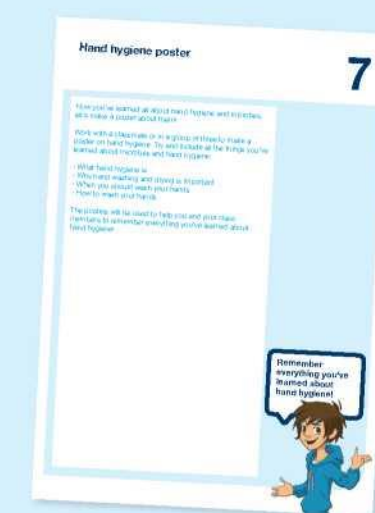 Hand hygiene poster
7
Now you've learned all about hand hygiene and microbes,
let's make a poster about them!
Work with a classmate or in a group of three to make a
poster on hand hygiene. Try and include all the things you've
learned about microbes and hand hygiene:
- What hand hygiene is
- Why hand washing and drying is important
- When you should wash your hands
- How to wash your hands
The posters will be used to help you and your class
members to remember everything you've learned about
hand hygiene!
Remember
everything you've
learned about
hand hygiene!